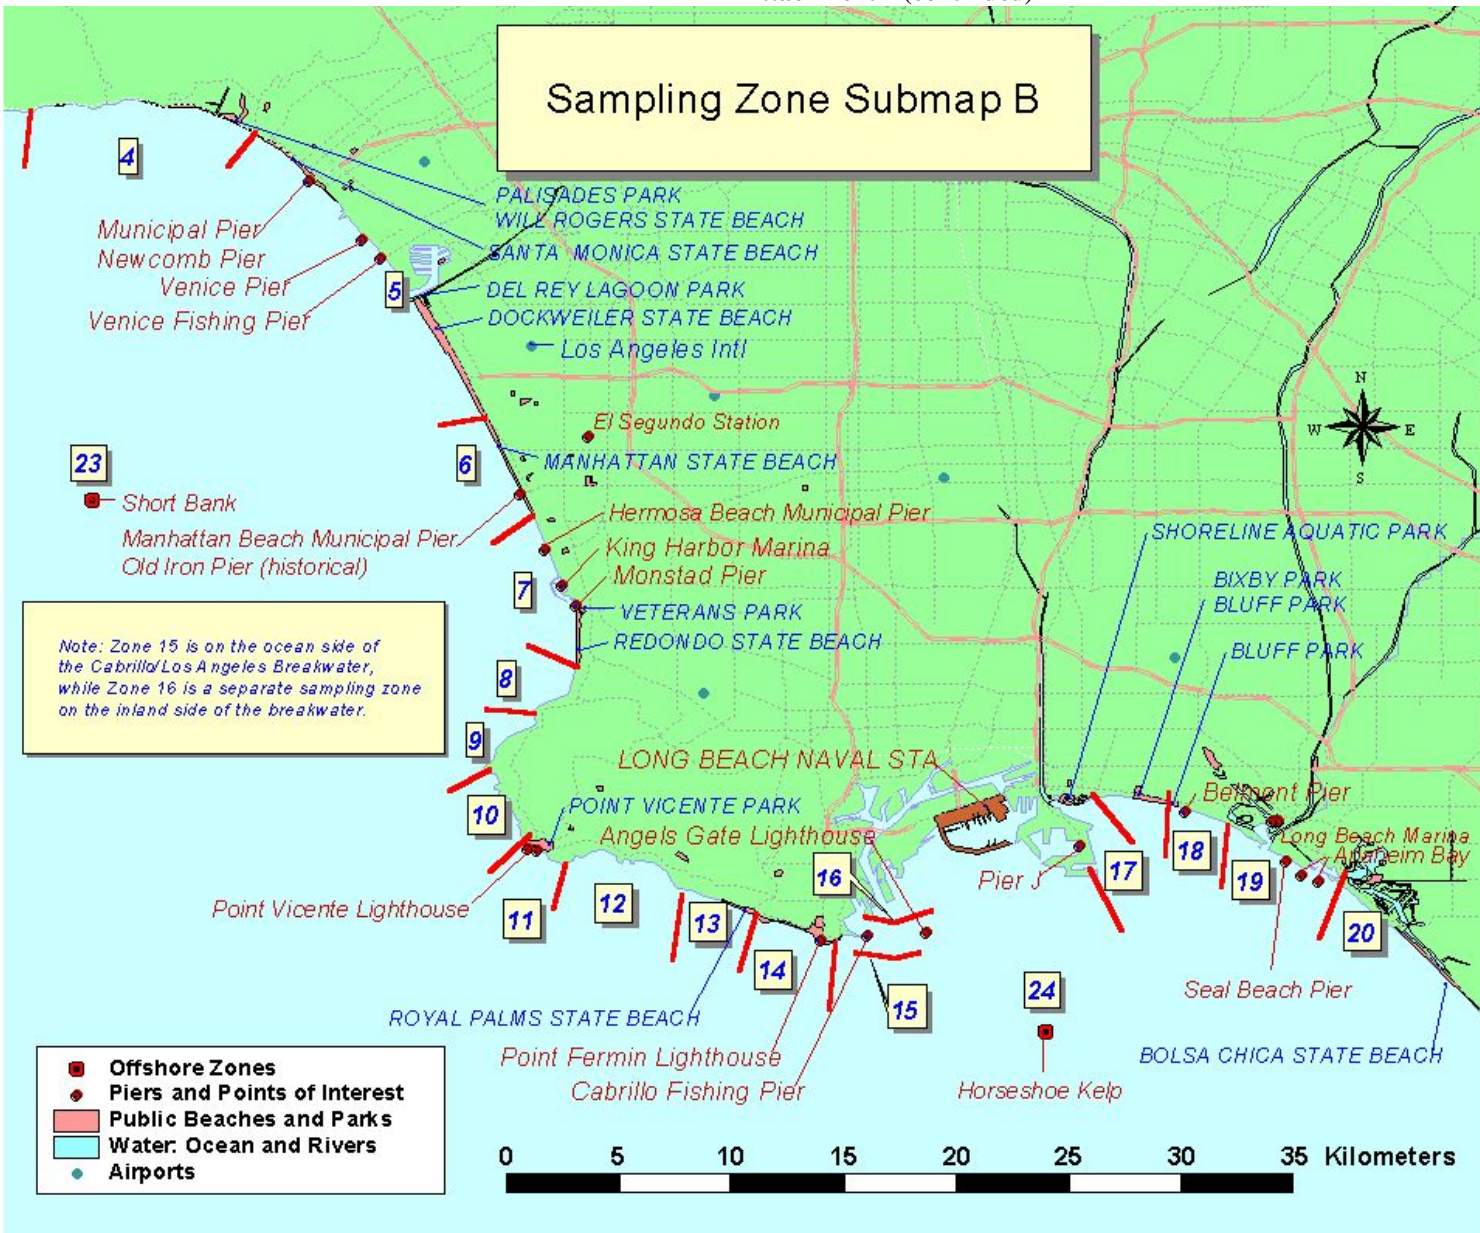 Sampling Zone Submap B
4
PALISADES PARK
WILL ROGERS STATE BEACH
Municipal Pier
Newcomb Pier
SANTA MONICA STATE BEACH
Venice Pier
5
DEL REY LAGOON PARK
Venice Fishing Pier
DOCKWEILER STATE BEACH
Los Angeles Intl
N
W
E
S
El Segundo Station
23
6
MANHATTAN STATE BEACH
Short Bank
Hermosa Beach Municipal Pier
Manhattan Beach Municipal Pier
Old Iron Pier (historical)
King Harbor Marina
SHORELINE AQUATIC PARK
Monstad Pier
7
BIXBY PARK
BLUFF PARK
VETERANS PARK
REDONDO STATE BEACH
BLUFF PARK
Note: Zone 15 is on the ocean side of
the Cabrillo/Los Angeles Breakwater,
while Zone 16 is a separate sampling zone
on the inland side of the breakwater.
8
9
LONG BEACH NAVAL STA
10
POINT VICENTE PARK
Belmont Pier
Angels Gate Lighthouse
Long Beach Marina
Anaheim Bay
16
Pier J
17
18
19
Point Vicente Lighthouse
11
12
13
20
14
24
15
Seal Beach Pier
ROYAL PALMS STATE BEACH
Point Fermin Lighthouse
BOLSA CHICA STATE BEACH
Cabrillo Fishing Pier
Horseshoe Kelp
Offshore Zones
Piers and Points of Interest
Public Beaches and Parks
Water: Ocean and Rivers
Airports
0 5 10 15 20 25 30 35 Kilometers